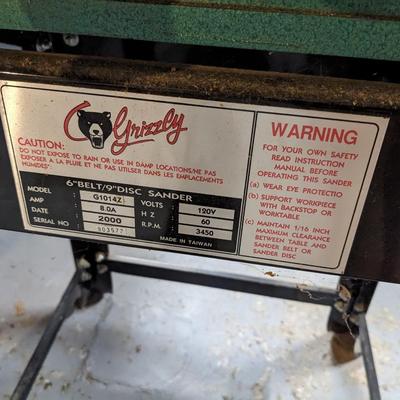 Grizzly
CAUTION:
DO NOT EXPOSE TO RAIN OR USE IN DAMP LOCATIONS/NE PAS
EXPOSER A LA PLUIE ET NE PAS UTILISER DANS LES EMPLACEMENTS
HUMIDES"
6"BELT/9"DISC SANDER
MODEL : G1014Z VOLTS : 120V
AMP : 8.0A H Z : 60
DATE : 2000 R.P.M. : 3450
SERIAL NO : 903577
MADE IN TAIWAN
WARNING
FOR YOUR OWN SAFETY
READ INSTRUCTION
MANUAL BEFORE
OPERATING THIS SANDER
(a) WEAR EYE PROTECTIO
(b) SUPPORT WORKPIECE
WITH BACKSTOP OR
WORKTABLE
(c) MAINTAIN 1/16 INCH
MAXIMUM CLEARANCE
BETWEEN TABLE AND
SANDER BELT OR
SANDER DISC